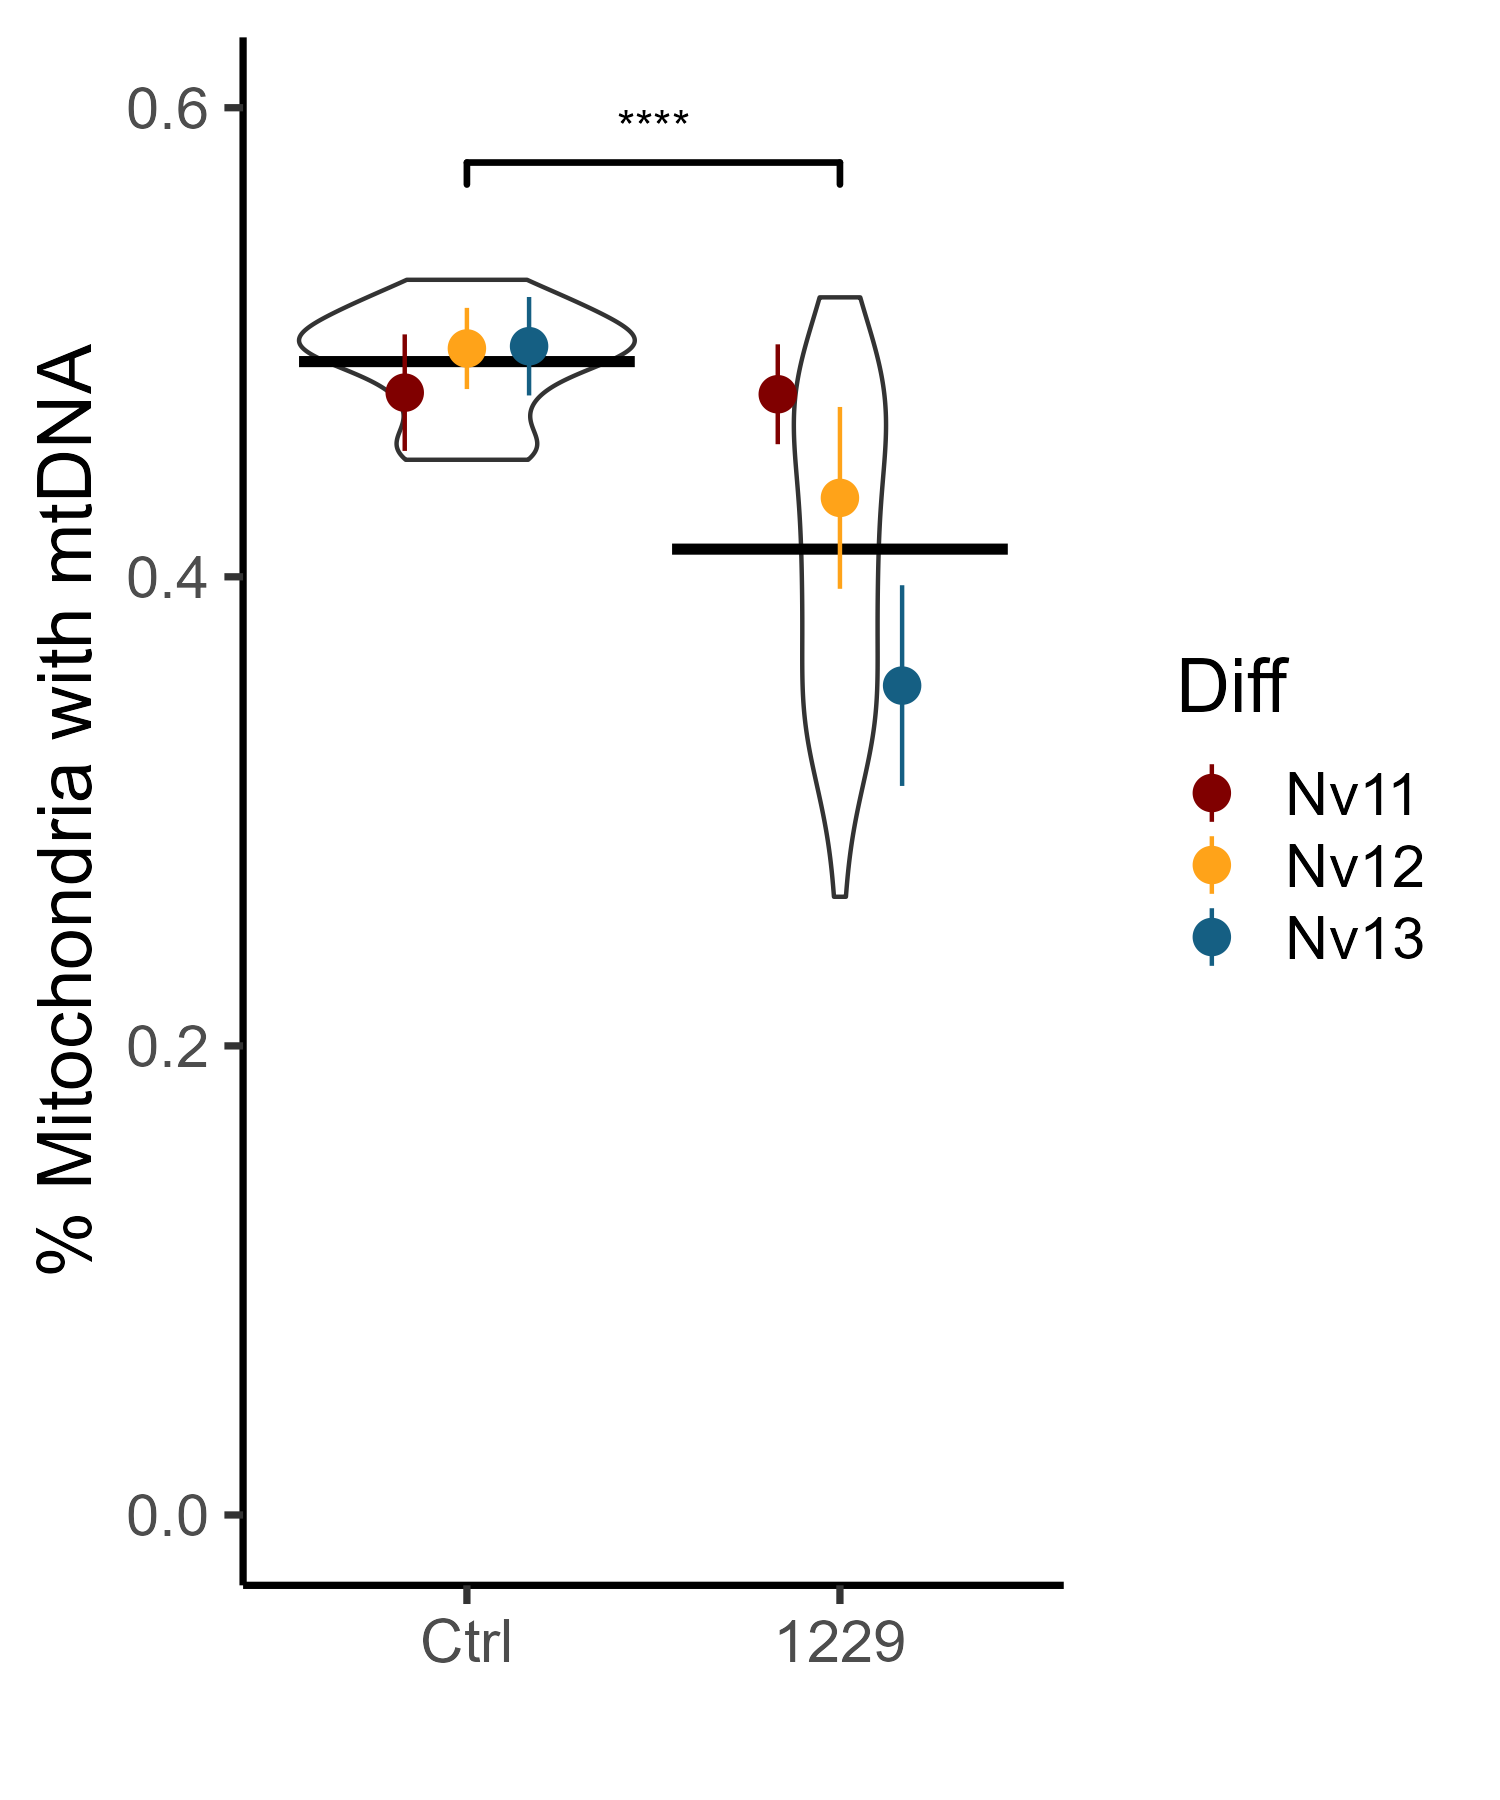 % Mitochondria with mtDNA
0.6
0.4
0.2
0.0
****
Ctrl
1229
Diff
Nv11
Nv12
Nv13